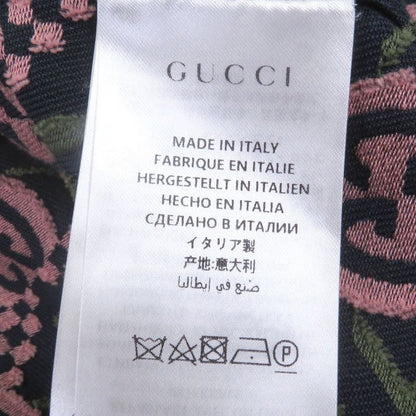 GUCCI
MADE IN ITALY
FABRIQUE EN ITALIE
HERGESTELLT IN ITALIEN
HECHO EN ITALIA
СДЕЛАНО В ИТАЛИИ
イタリア製
产地:意大利
صنع في إيطاليا
P